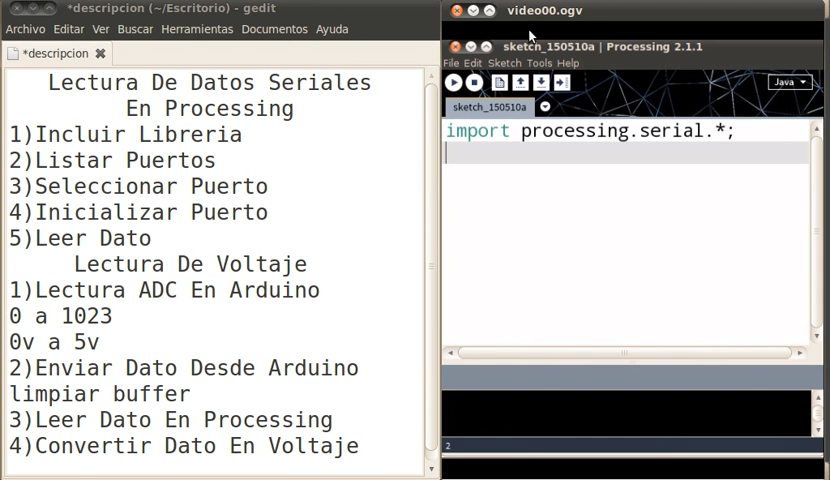 *descripcion (~/Escritorio) - gedit
Archivo Editar Ver Buscar Herramientas Documentos Ayuda
*descripcion
Lectura De Datos Seriales
En Processing
1)Incluir Libreria
2)Listar Puertos
3)Seleccionar Puerto
4)Inicializar Puerto
5)Leer Dato
Lectura De Voltaje
1)Lectura ADC En Arduino
0 a 1023
0v a 5v
2)Enviar Dato Desde Arduino
limpiar buffer
3)Leer Dato En Processing
4)Convertir Dato En Voltaje
video00.ogv
sketch_150510a | Processing 2.1.1
File Edit Sketch Tools Help
Java
sketch_150510a
import processing.serial.*;
2